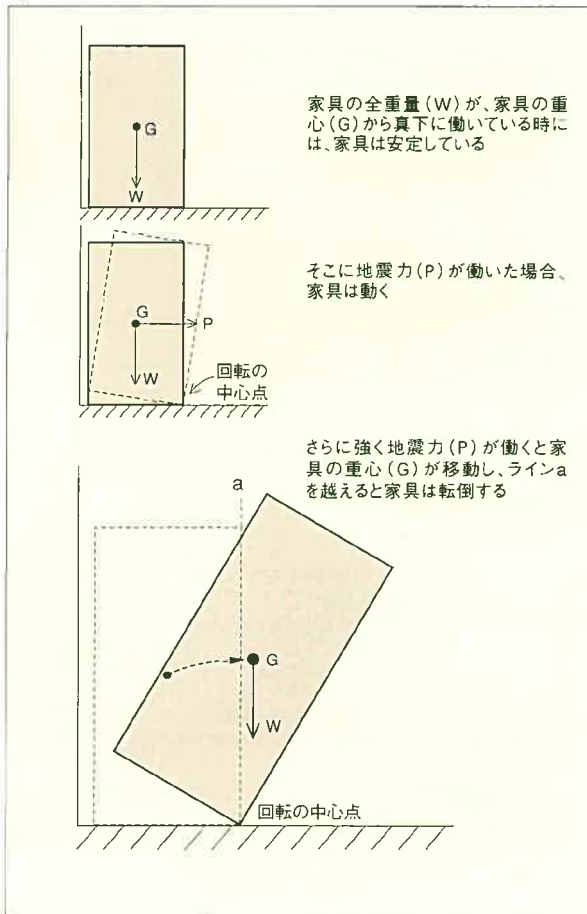 家具の全重量(W)が、家具の重
心(G)から真下に働いている時に
は、家具は安定している
G
W
そこに地震力(P)が働いた場合、
家具は動く
G
P
W
回転の
中心点
さらに強く地震力(P)が働くと家
具の重心(G)が移動し、ラインa
を越えると家具は転倒する
a
G
W
回転の中心点